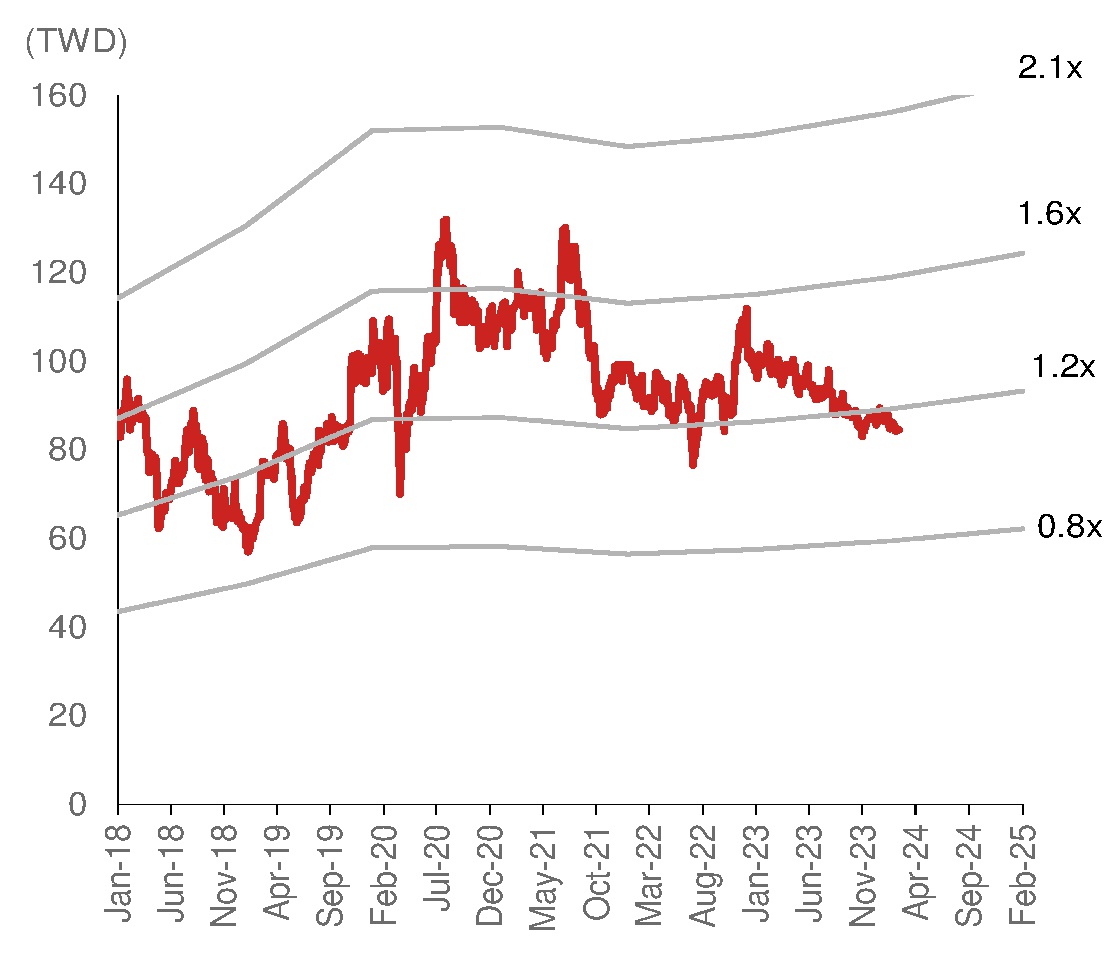 (TWD)
2.1x
160
140
1.6x
120
100
1.2x
80
60
0.8x
40
20
0
Jan-18
Jun-18
Nov-18
Apr-19
Sep-19
Feb-20
Jul-20
Dec-20
May-21
Oct-21
Mar-22
Aug-22
Jan-23
Jun-23
Nov-23
Apr-24
Sep-24
Feb-25